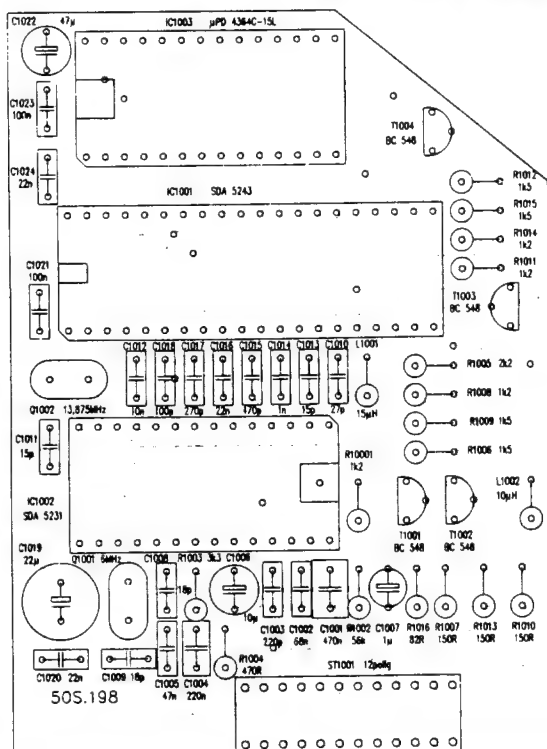 C1022 47µ
IC1003 µPD 4364C-15L
C1023
100n
T1004
BC 548
C1024
22n
IC1001 SDA 5243
R1012
1k5
R1015
1k5
R1014
1k2
R1011
1k2
C1021
100n
T1003
BC 548
C1012 C1018 C1017 C1016 C1015 C1014 C1013 C1010 L1001
10n 100p 270p 22n 470p 1n 15p 27p 15µH
R1005 2k2
R1008 1k2
R1009 1k5
R1006 1k5
Q1002 13,875MHz
C1011
15p
R10001
1k2
IC1002
SDA 5231
L1002
10µH
T1001
BC 548
T1002
BC 548
C1019
22µ
Q1001 6MHz
C1008
18p
R1003 3k3
C1006
10µ
C1003
220p
C1002
68n
C1001
470n
R1002
56k
C1007
1µ
R1016
82R
R1007
150R
R1013
150R
R1010
150R
C1020 22n
C1009 18p
C1005
47n
C1004
220n
R1004
470R
ST1001 12polig
50S.198